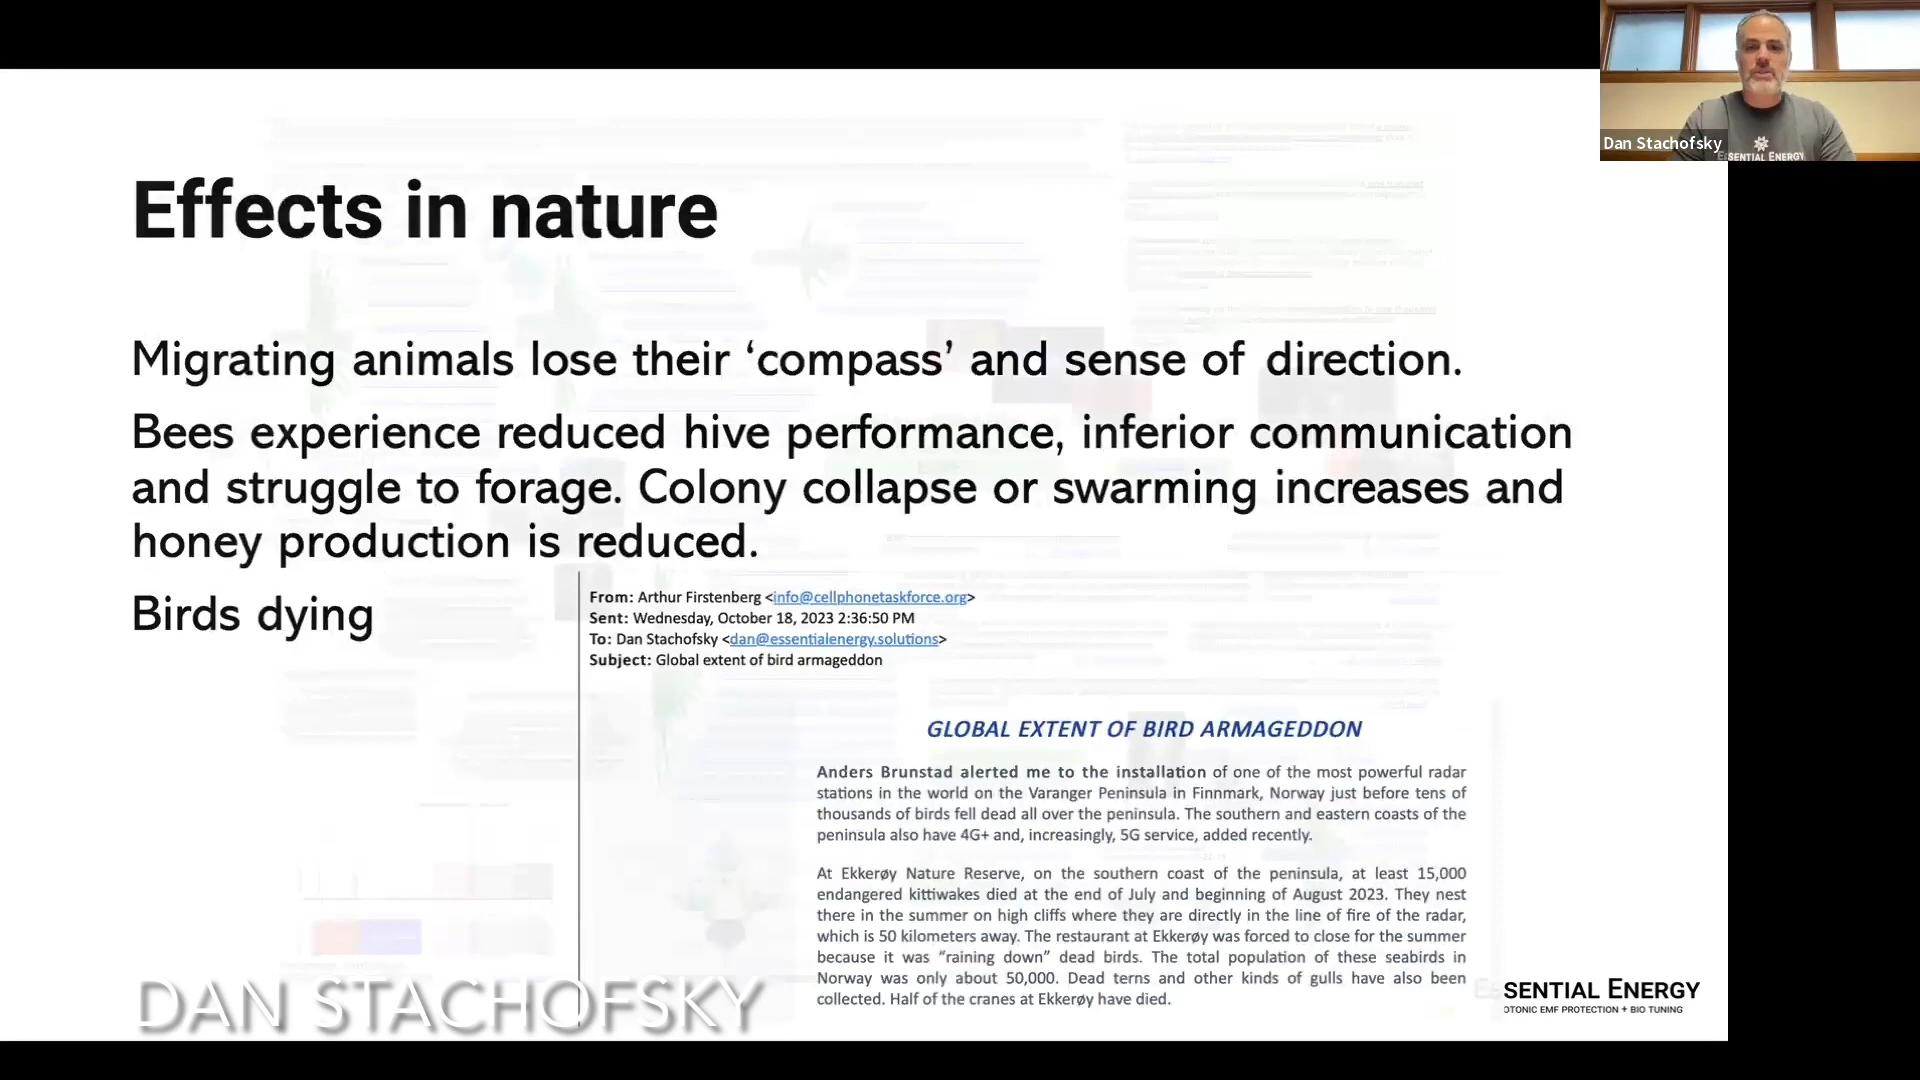 Dan Stachofsky
ESSENTIAL ENERGY
Effects in nature
Migrating animals lose their ‘compass’ and sense of direction.
Bees experience reduced hive performance, inferior communication
and struggle to forage. Colony collapse or swarming increases and
honey production is reduced.
Birds dying
From: Arthur Firstenberg <info@cellphonetaskforce.org>
Sent: Wednesday, October 18, 2023 2:36:50 PM
To: Dan Stachofsky <dan@essentialenergy.solutions>
Subject: Global extent of bird armageddon
GLOBAL EXTENT OF BIRD ARMAGEDDON
Anders Brunstad alerted me to the installation of one of the most powerful radar
stations in the world on the Varanger Peninsula in Finnmark, Norway just before tens of
thousands of birds fell dead all over the peninsula. The southern and eastern coasts of the
peninsula also have 4G+ and, increasingly, 5G service, added recently.
At Ekkerøy Nature Reserve, on the southern coast of the peninsula, at least 15,000
endangered kittiwakes died at the end of July and beginning of August 2023. They nest
there in the summer on high cliffs where they are directly in the line of fire of the radar,
which is 50 kilometers away. The restaurant at Ekkerøy was forced to close for the summer
because it was “raining down” dead birds. The total population of these seabirds in
Norway was only about 50,000. Dead terns and other kinds of gulls have also been
collected. Half of the cranes at Ekkerøy have died.
DAN STACHOFSKY
ESSENTIAL ENERGY
OTONIC EMF PROTECTION + BIO TUNING